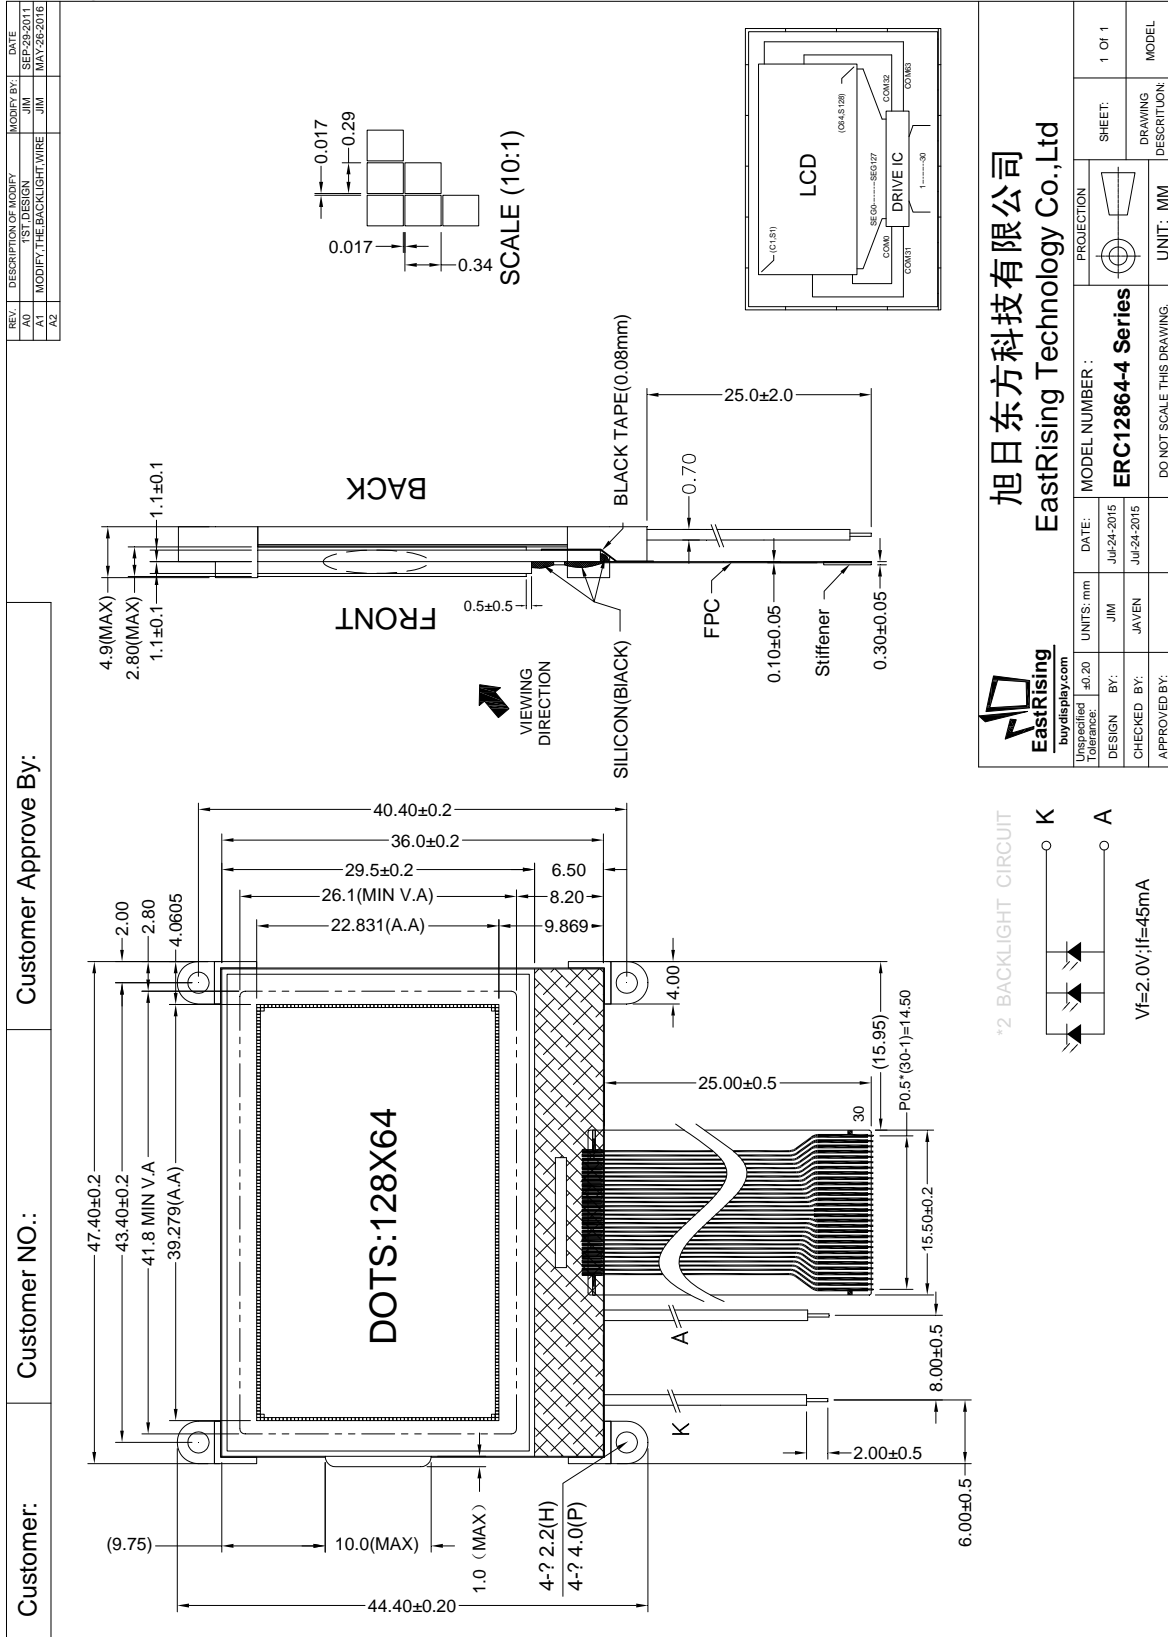 Customer:
Customer NO.:
Customer Approve By:
REV.
DESCRIPTION OF MODIFY
MODIFY BY:
DATE
A0
1'ST,DESIGN
JIM
SEP-29-2011
A1
MODIFY,THE,BACKLIGHT,WIRE
JIM
MAY-26-2016
A2
47.40±0.2
43.40±0.2
41.8 MIN V.A
39.279(A.A)
2.00
2.80
4.0605
(9.75)
10.0(MAX)
1.0（MAX）
44.40±0.20
4-? 2.2(H)
4-? 4.0(P)
DOTS:128X64
22.831(A.A)
26.1(MIN V.A)
29.5±0.2
36.0±0.2
40.40±0.2
9.869
8.20
6.50
4.00
25.00±0.5
(15.95)
P0.5*(30-1)=14.50
30
15.50±0.2
8.00±0.5
2.00±0.5
6.00±0.5
K
A
4.9(MAX)
2.80(MAX)
1.1±0.1
1.1±0.1
FRONT
BACK
0.5±0.5
VIEWING
DIRECTION
SILICON(BIACK)
BLACK TAPE(0.08mm)
25.0±2.0
0.70
FPC
0.10±0.05
Stiffener
0.30±0.05
0.017
0.29
0.017
0.34
SCALE (10:1)
LCD
(C1,S1)
(C64,S128)
SEG0--------SEG127
COM0
COM31
COM32
COM63
DRIVE IC
1--------30
*2 BACKLIGHT CIRCUIT
K
A
Vf=2.0V;If=45mA
旭日东方科技有限公司
EastRising Technology Co.,Ltd
EastRising
buydisplay.com
Unspecified
Tolerance:
±0.20
UNITS: mm
DATE:
MODEL NUMBER :
PROJECTION
SHEET:
1 Of 1
DESIGN BY:
JIM
Jul-24-2015
ERC12864-4 Series
CHECKED BY:
JAVEN
Jul-24-2015
DRAWING
DESCRITUON:
MODEL
APPROVED BY:
DO NOT SCALE THIS DRAWING.
UNIT: MM